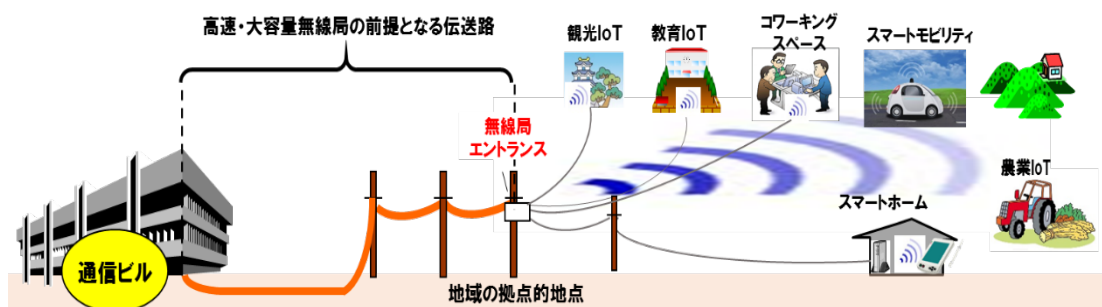 高速・大容量無線局の前提となる伝送路
観光IoT
教育IoT
コワーキング
スペース
スマートモビリティ
無線局
エントランス
農業IoT
スマートホーム
通信ビル
地域の拠点的地点